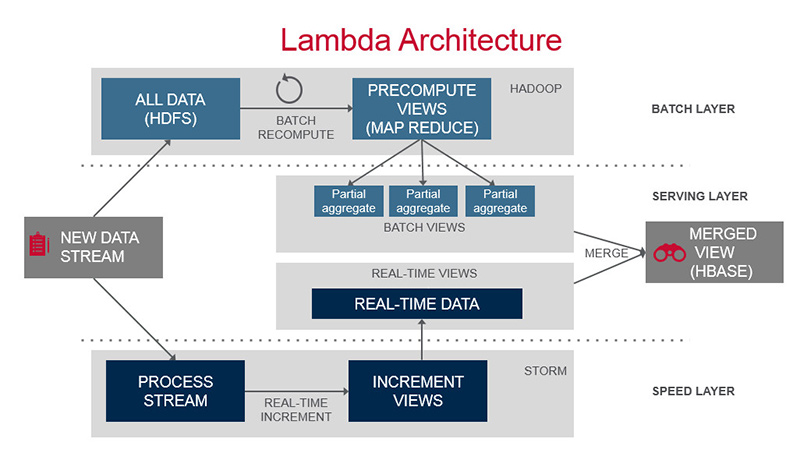 Lambda Architecture
ALL DATA
(HDFS)
BATCH
RECOMPUTE
PRECOMPUTE
VIEWS
(MAP REDUCE)
HADOOP
BATCH LAYER
Partial
aggregate
Partial
aggregate
Partial
aggregate
BATCH VIEWS
SERVING LAYER
NEW DATA
STREAM
MERGE
MERGED
VIEW
(HBASE)
REAL-TIME VIEWS
REAL-TIME DATA
PROCESS
STREAM
REAL-TIME
INCREMENT
INCREMENT
VIEWS
STORM
SPEED LAYER